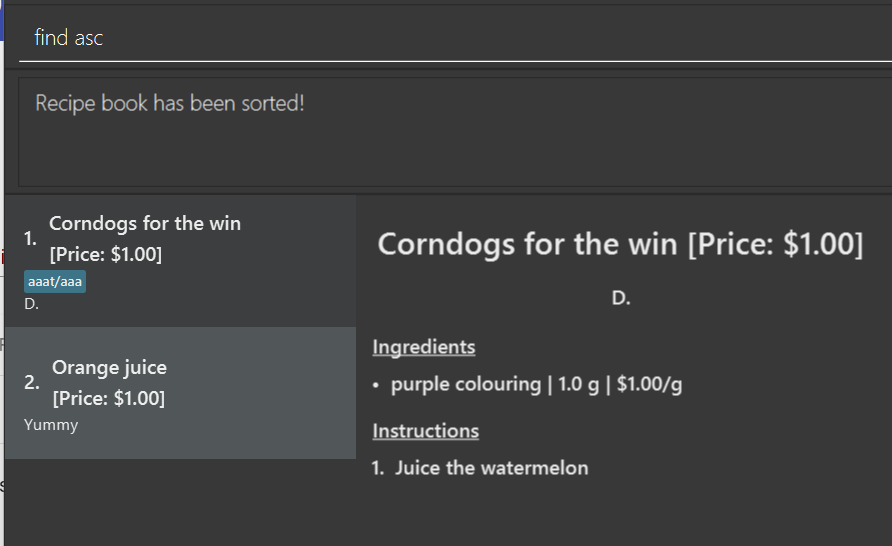 find asc
Recipe book has been sorted!
1. Corndogs for the win
[Price: $1.00]
aaat/aaa
D.
2. Orange juice
[Price: $1.00]
Yummy
Corndogs for the win [Price: $1.00]
D.
Ingredients
• purple colouring | 1.0 g | $1.00/g
Instructions
1. Juice the watermelon